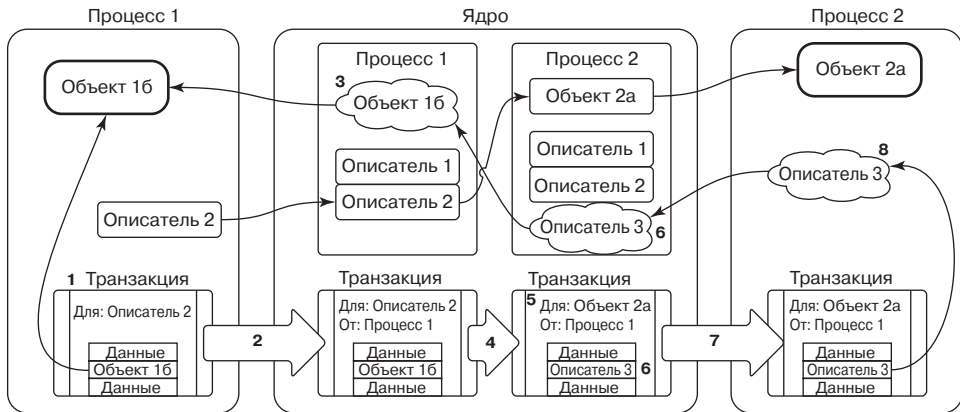 Процесс 1
Ядро
Процесс 2
Объект 1б
Процесс 1
3
Объект 1б
Описатель 1
Описатель 2
Процесс 2
Объект 2а
Описатель 1
Описатель 2
Описатель 3
6
Объект 2а
8
Описатель 3
Описатель 2
1
Транзакция
Для: Описатель 2
Данные
Объект 1б
Данные
2
Транзакция
Для: Описатель 2
От: Процесс 1
Данные
Объект 1б
Данные
4
Транзакция
5
Для: Объект 2а
От: Процесс 1
Данные
Описатель 3
6
Данные
7
Транзакция
Для: Объект 2а
От: Процесс 1
Данные
Описатель 3
Данные